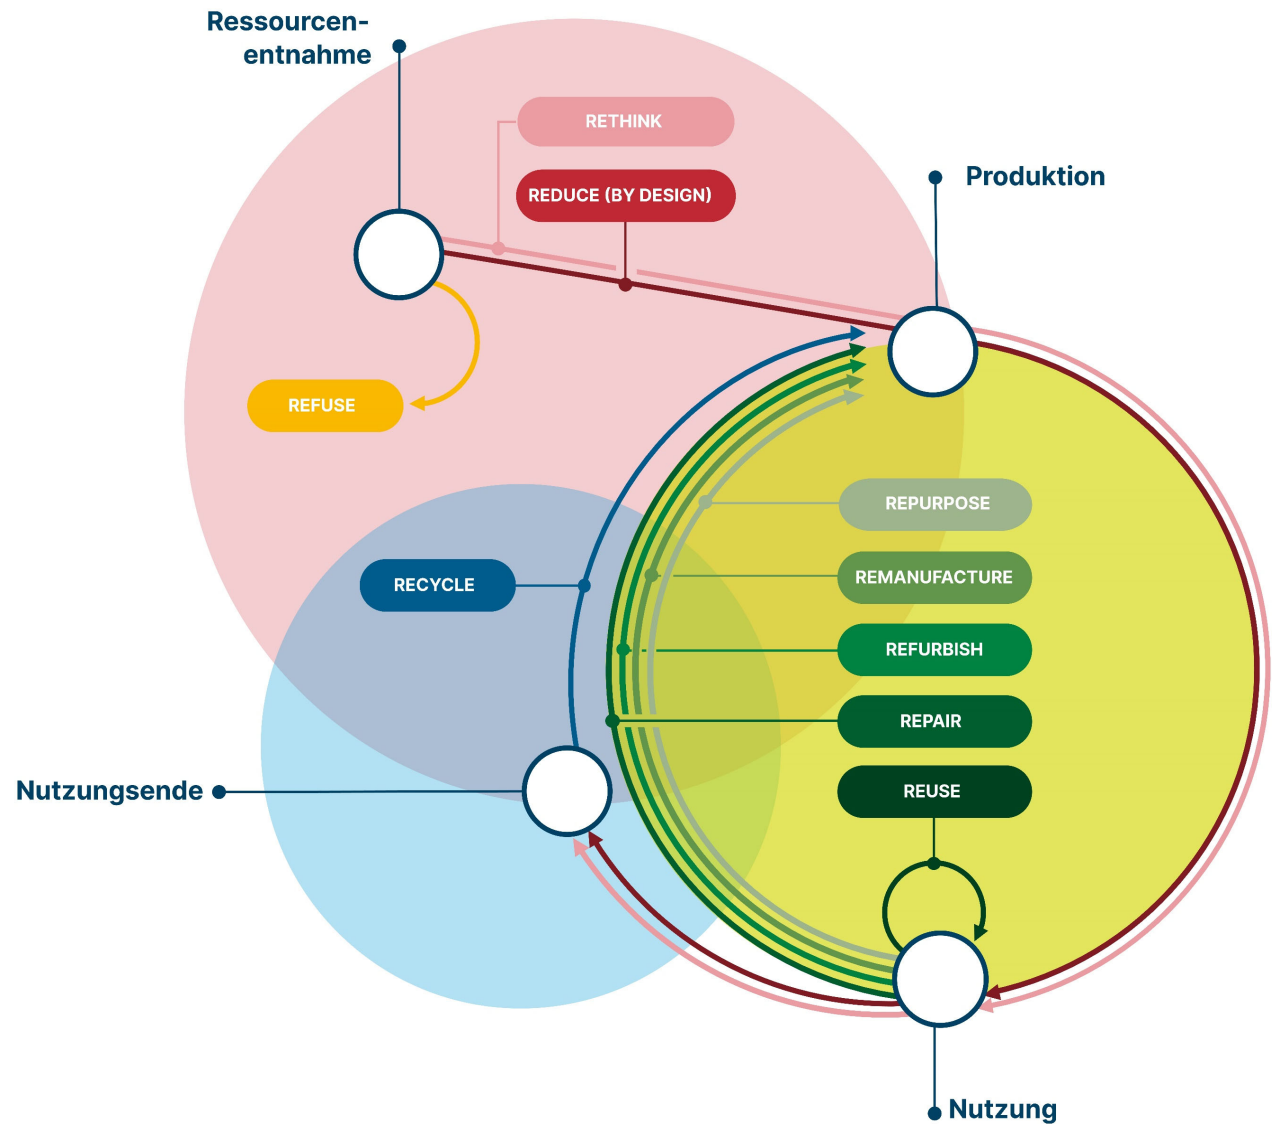 Ressourcen-
entnahme
RETHINK
REDUCE (BY DESIGN)
Produktion
REFUSE
REPURPOSE
RECYCLE
REMANUFACTURE
REFURBISH
REPAIR
Nutzungsende
REUSE
Nutzung